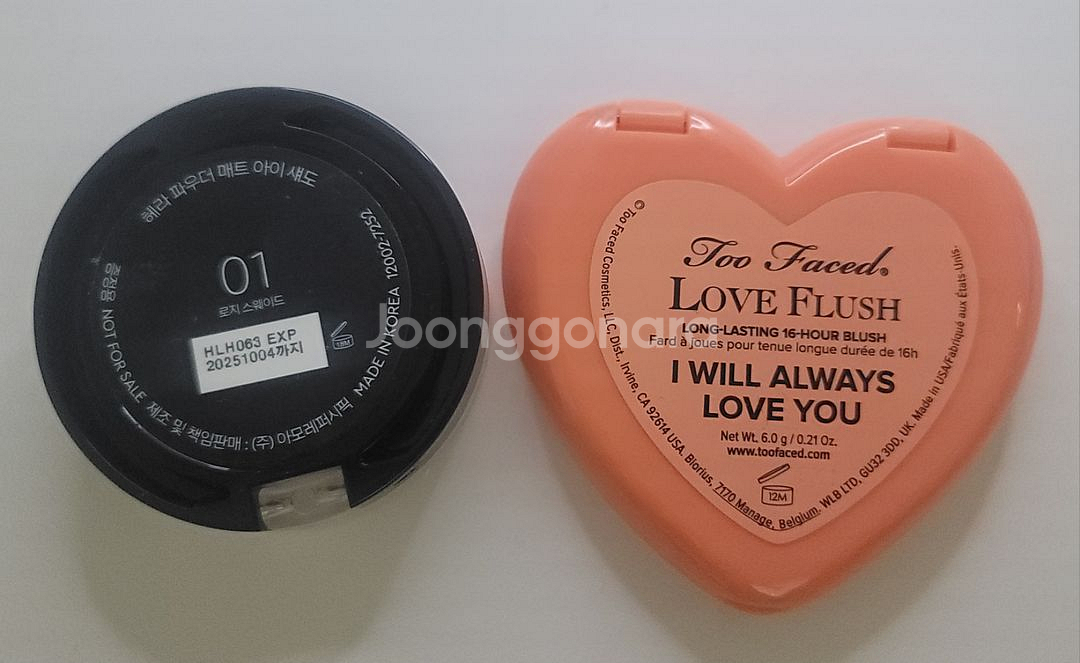 헤라 파우더 매트 아이 섀도
01
로지 스웨이드
HLH063 EXP
20251004까지
18M
증정용 NOT FOR SALE 제조 및 책임판매 : (주) 아모레퍼시픽 MADE IN KOREA 12002-7252
Joonggonara
Too Faced®
LOVE FLUSH
LONG-LASTING 16-HOUR BLUSH
Fard à joues pour tenue longue durée de 16h
I WILL ALWAYS
LOVE YOU
Net Wt. 6.0 g / 0.21 Oz.
www.toofaced.com
12M
©Too Faced Cosmetics, LLC, Dist., Irvine, CA 92614 USA. Biorius, 7170 Manage, Belgium. WLB LTD, GU32 3DD, UK. Made in USA/Fabriqué aux États-Unis.